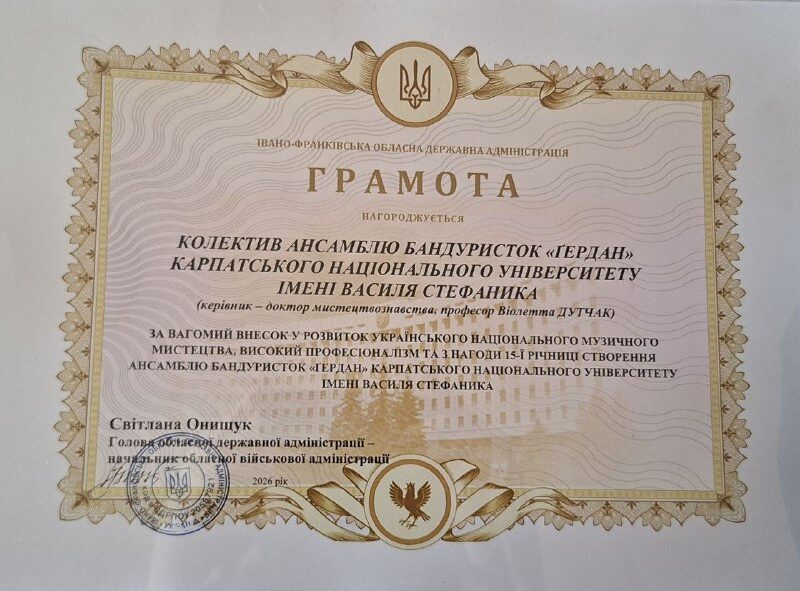 ІВАНО-ФРАНКІВСЬКА ОБЛАСНА ДЕРЖАВНА АДМІНІСТРАЦІЯ
ГРАМОТА
НАГОРОДЖУЄТЬСЯ
КОЛЕКТИВ АНСАМБЛЮ БАНДУРИСТОК «ҐЕРДАН»
КАРПАТСЬКОГО НАЦІОНАЛЬНОГО УНІВЕРСИТЕТУ
ІМЕНІ ВАСИЛЯ СТЕФАНИКА
(керівник – доктор мистецтвознавства, професор Віолетта ДУТЧАК)
ЗА ВАГОМИЙ ВНЕСОК У РОЗВИТОК УКРАЇНСЬКОГО НАЦІОНАЛЬНОГО МУЗИЧНОГО
МИСТЕЦТВА, ВИСОКИЙ ПРОФЕСІОНАЛІЗМ ТА З НАГОДИ 15-Ї РІЧНИЦІ СТВОРЕННЯ
АНСАМБЛЮ БАНДУРИСТОК «ҐЕРДАН» КАРПАТСЬКОГО НАЦІОНАЛЬНОГО УНІВЕРСИТЕТУ
ІМЕНІ ВАСИЛЯ СТЕФАНИКА
Світлана Онищук
Голова обласної державної адміністрації –
начальник обласної військової адміністрації
2026 рік